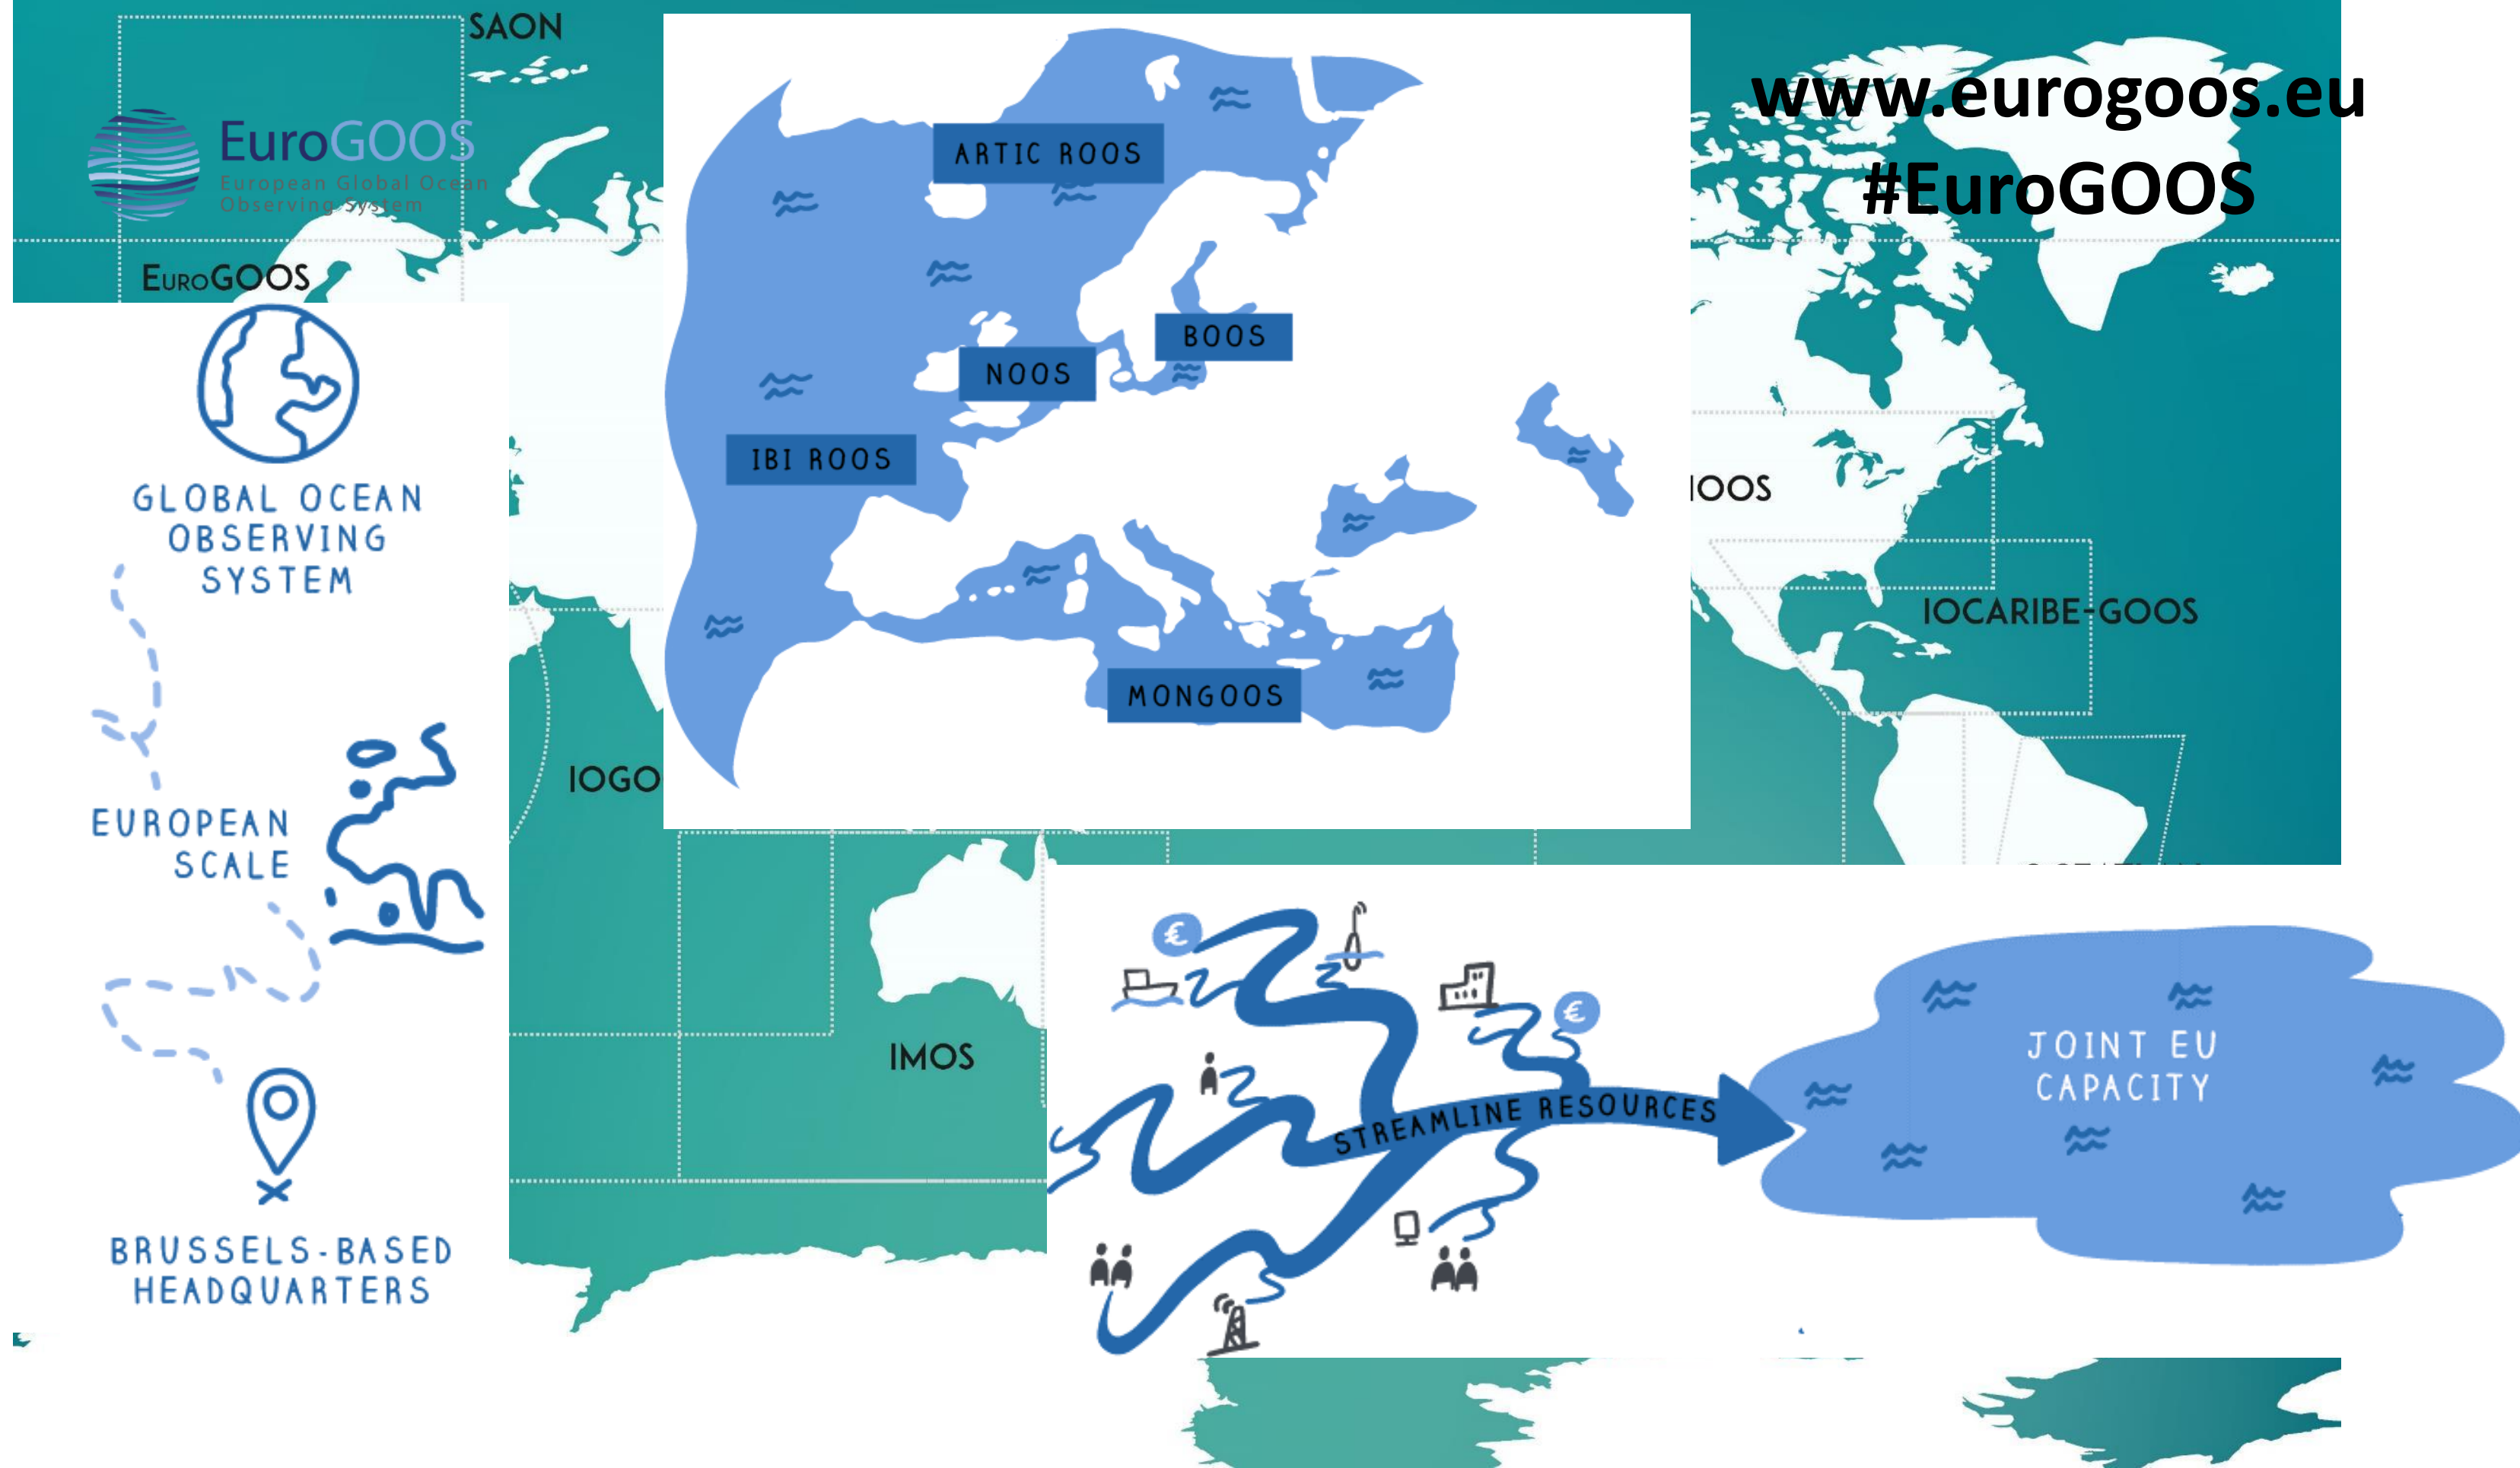 SAON
EuroGOOS
European Global Ocean
Observing System
EUROGOOS
www.eurogoos.eu
#EuroGOOS
GLOBAL OCEAN
OBSERVING
SYSTEM
EUROPEAN
SCALE
BRUSSELS-BASED
HEADQUARTERS
ARTIC ROOS
BOOS
NOOS
IBI ROOS
MONGOOS
IOOS
IOCARIBE-GOOS
IOGO
IMOS
€
€
STREAMLINE RESOURCES
JOINT EU
CAPACITY